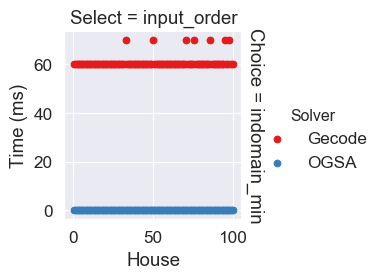 Select = input_order
Time (ms)
60
40
20
0
0 50 100
House
Choice = indomain_min
Solver
Gecode
OGSA